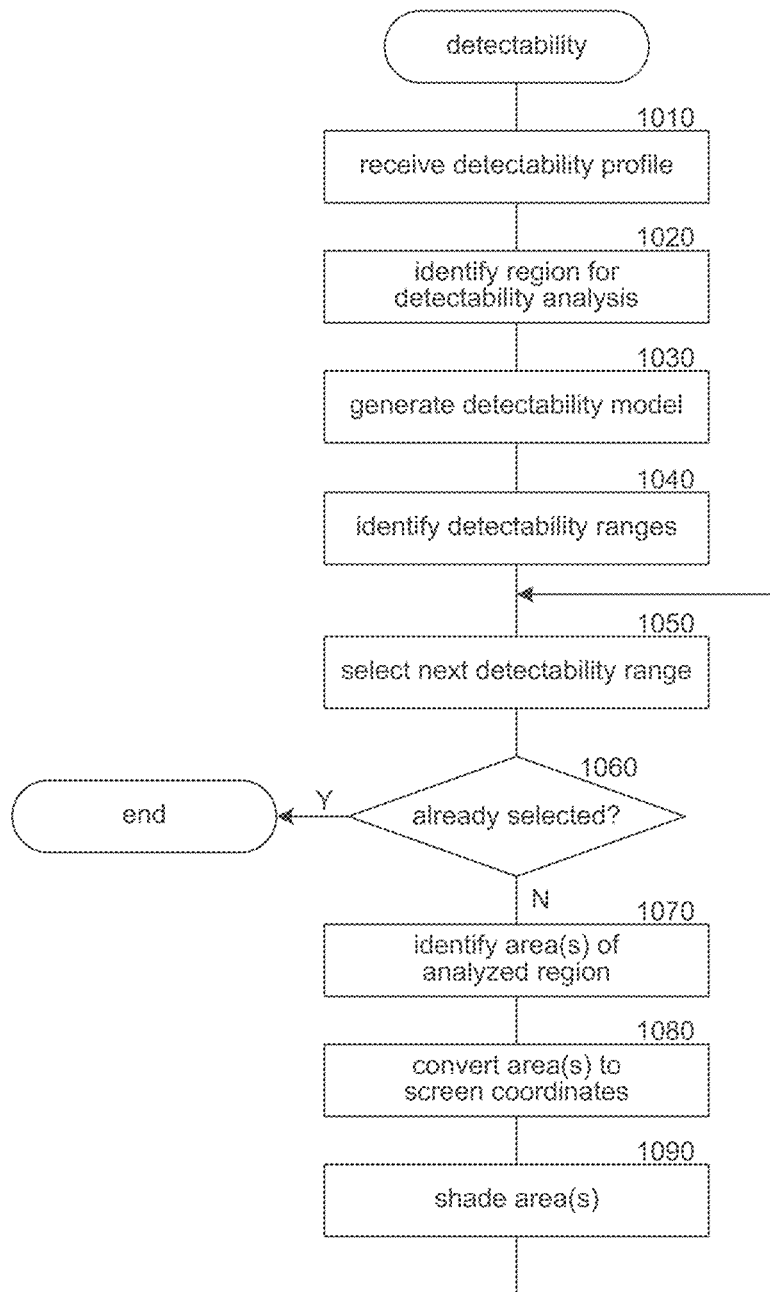 detectability
1010
receive detectability profile
1020
identify region for
detectability analysis
1030
generate detectability model
1040
identify detectability ranges
1050
select next detectability range
1060
already selected?
Y
end
N
1070
identify area(s) of
analyzed region
1080
convert area(s) to
screen coordinates
1090
shade area(s)